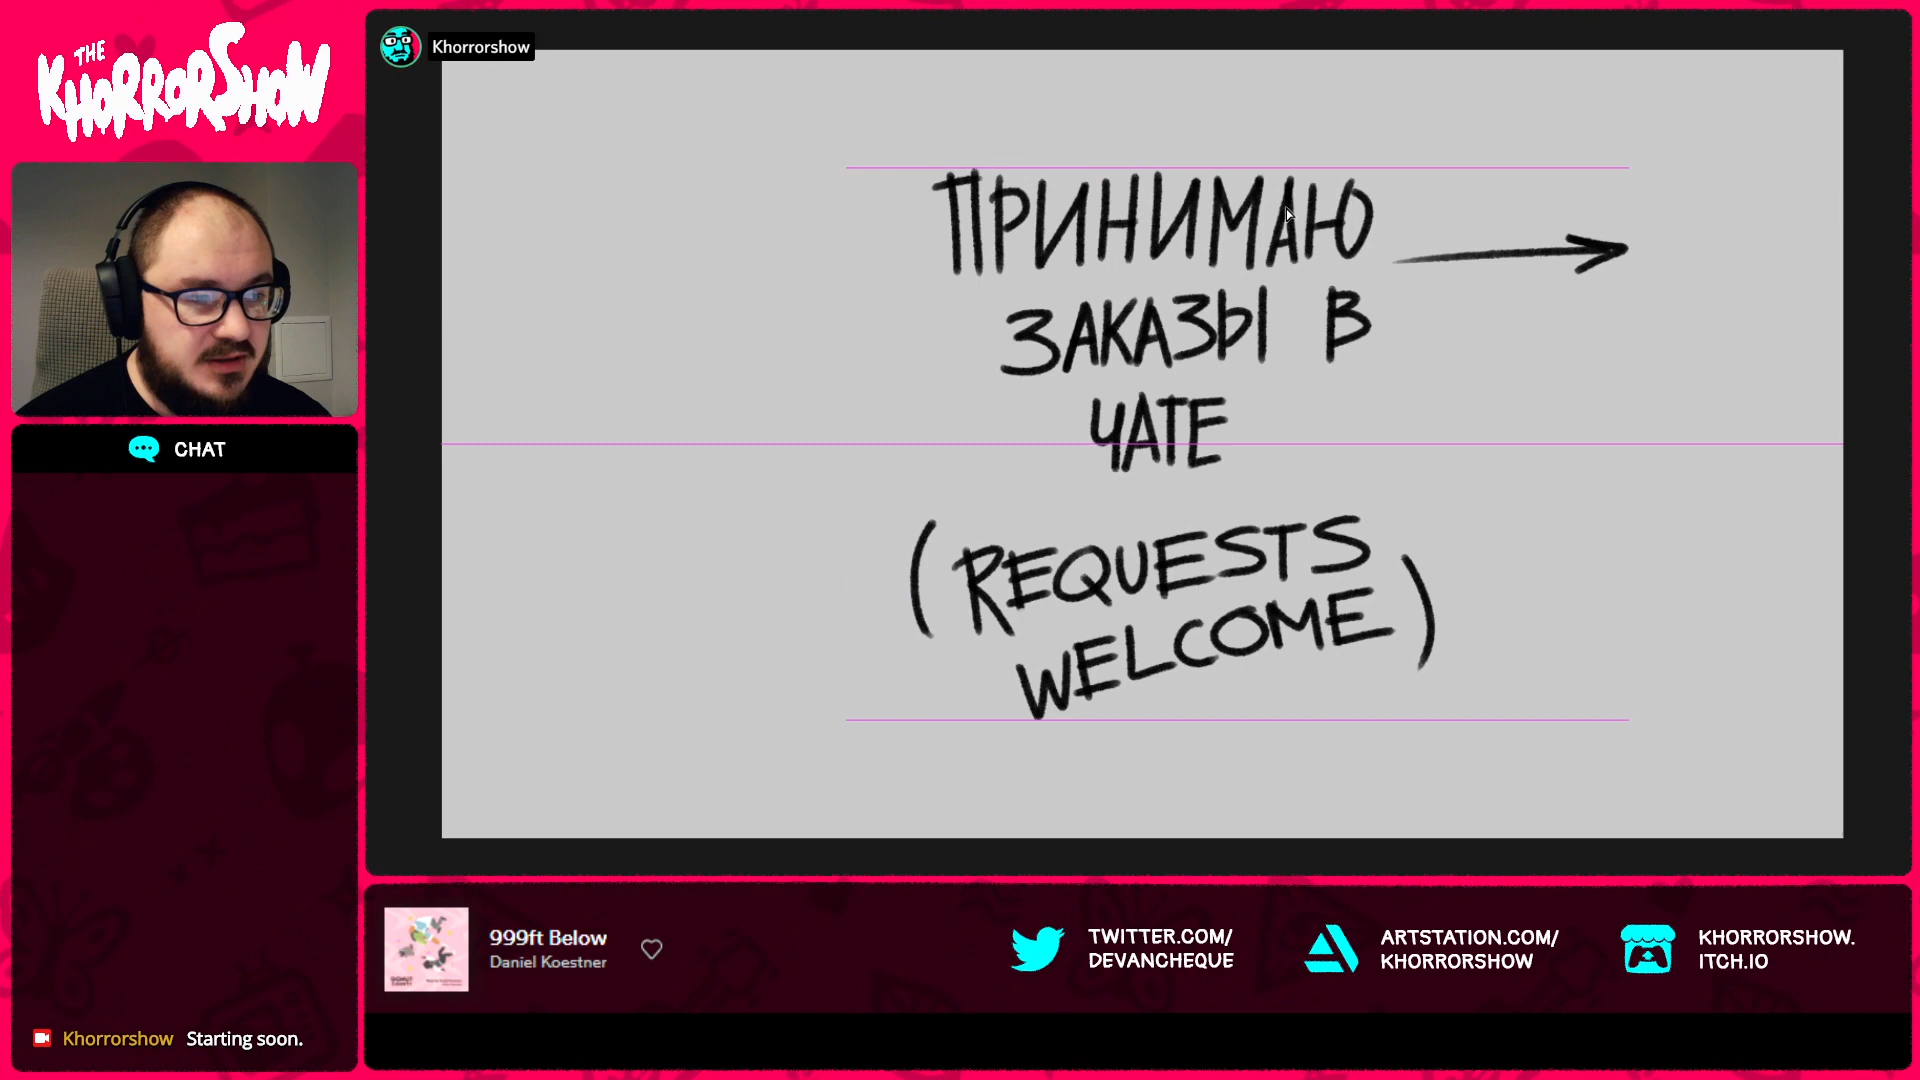 THE
KHORRORSHOW
Khorrorshow
ПРИНИМАЮ
ЗАКАЗЫ В
ЧАТЕ
(REQUESTS
WELCOME)
CHAT
Khorrorshow Starting soon.
999ft Below
Daniel Koestner
TWITTER.COM/
DEVANCHEQUE
ARTSTATION.COM/
KHORRORSHOW
KHORRORSHOW.
ITCH.IO